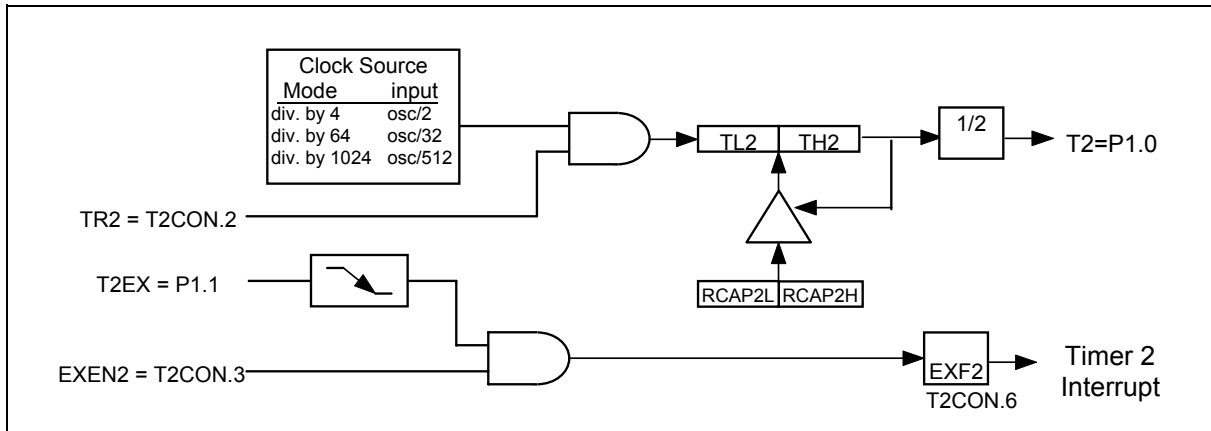 Clock Source
Mode input
div. by 4 osc/2
div. by 64 osc/32
div. by 1024 osc/512
TL2 TH2
1/2
T2=P1.0
TR2 = T2CON.2
T2EX = P1.1
RCAP2L RCAP2H
EXEN2 = T2CON.3
EXF2
T2CON.6
Timer 2
Interrupt